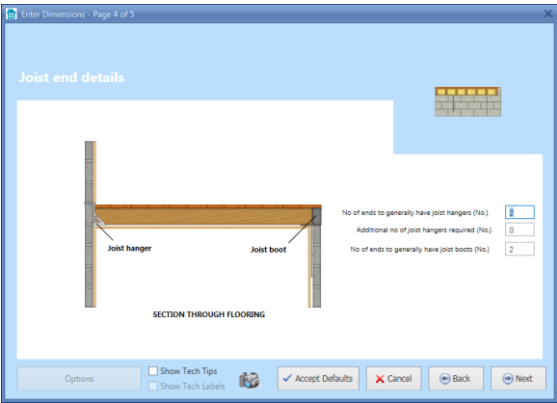 Enter Dimensions - Page 4 of 5
Joist end details
No of ends to generally have joist hangers (No.) 2
Additional no of joist hangers required (No.) 0
No of ends to generally have joist boots (No.) 2
Joist hanger
Joist boot
SECTION THROUGH FLOORING
Options
Show Tech Tips
Show Tech Labels
Accept Defaults
Cancel
Back
Next